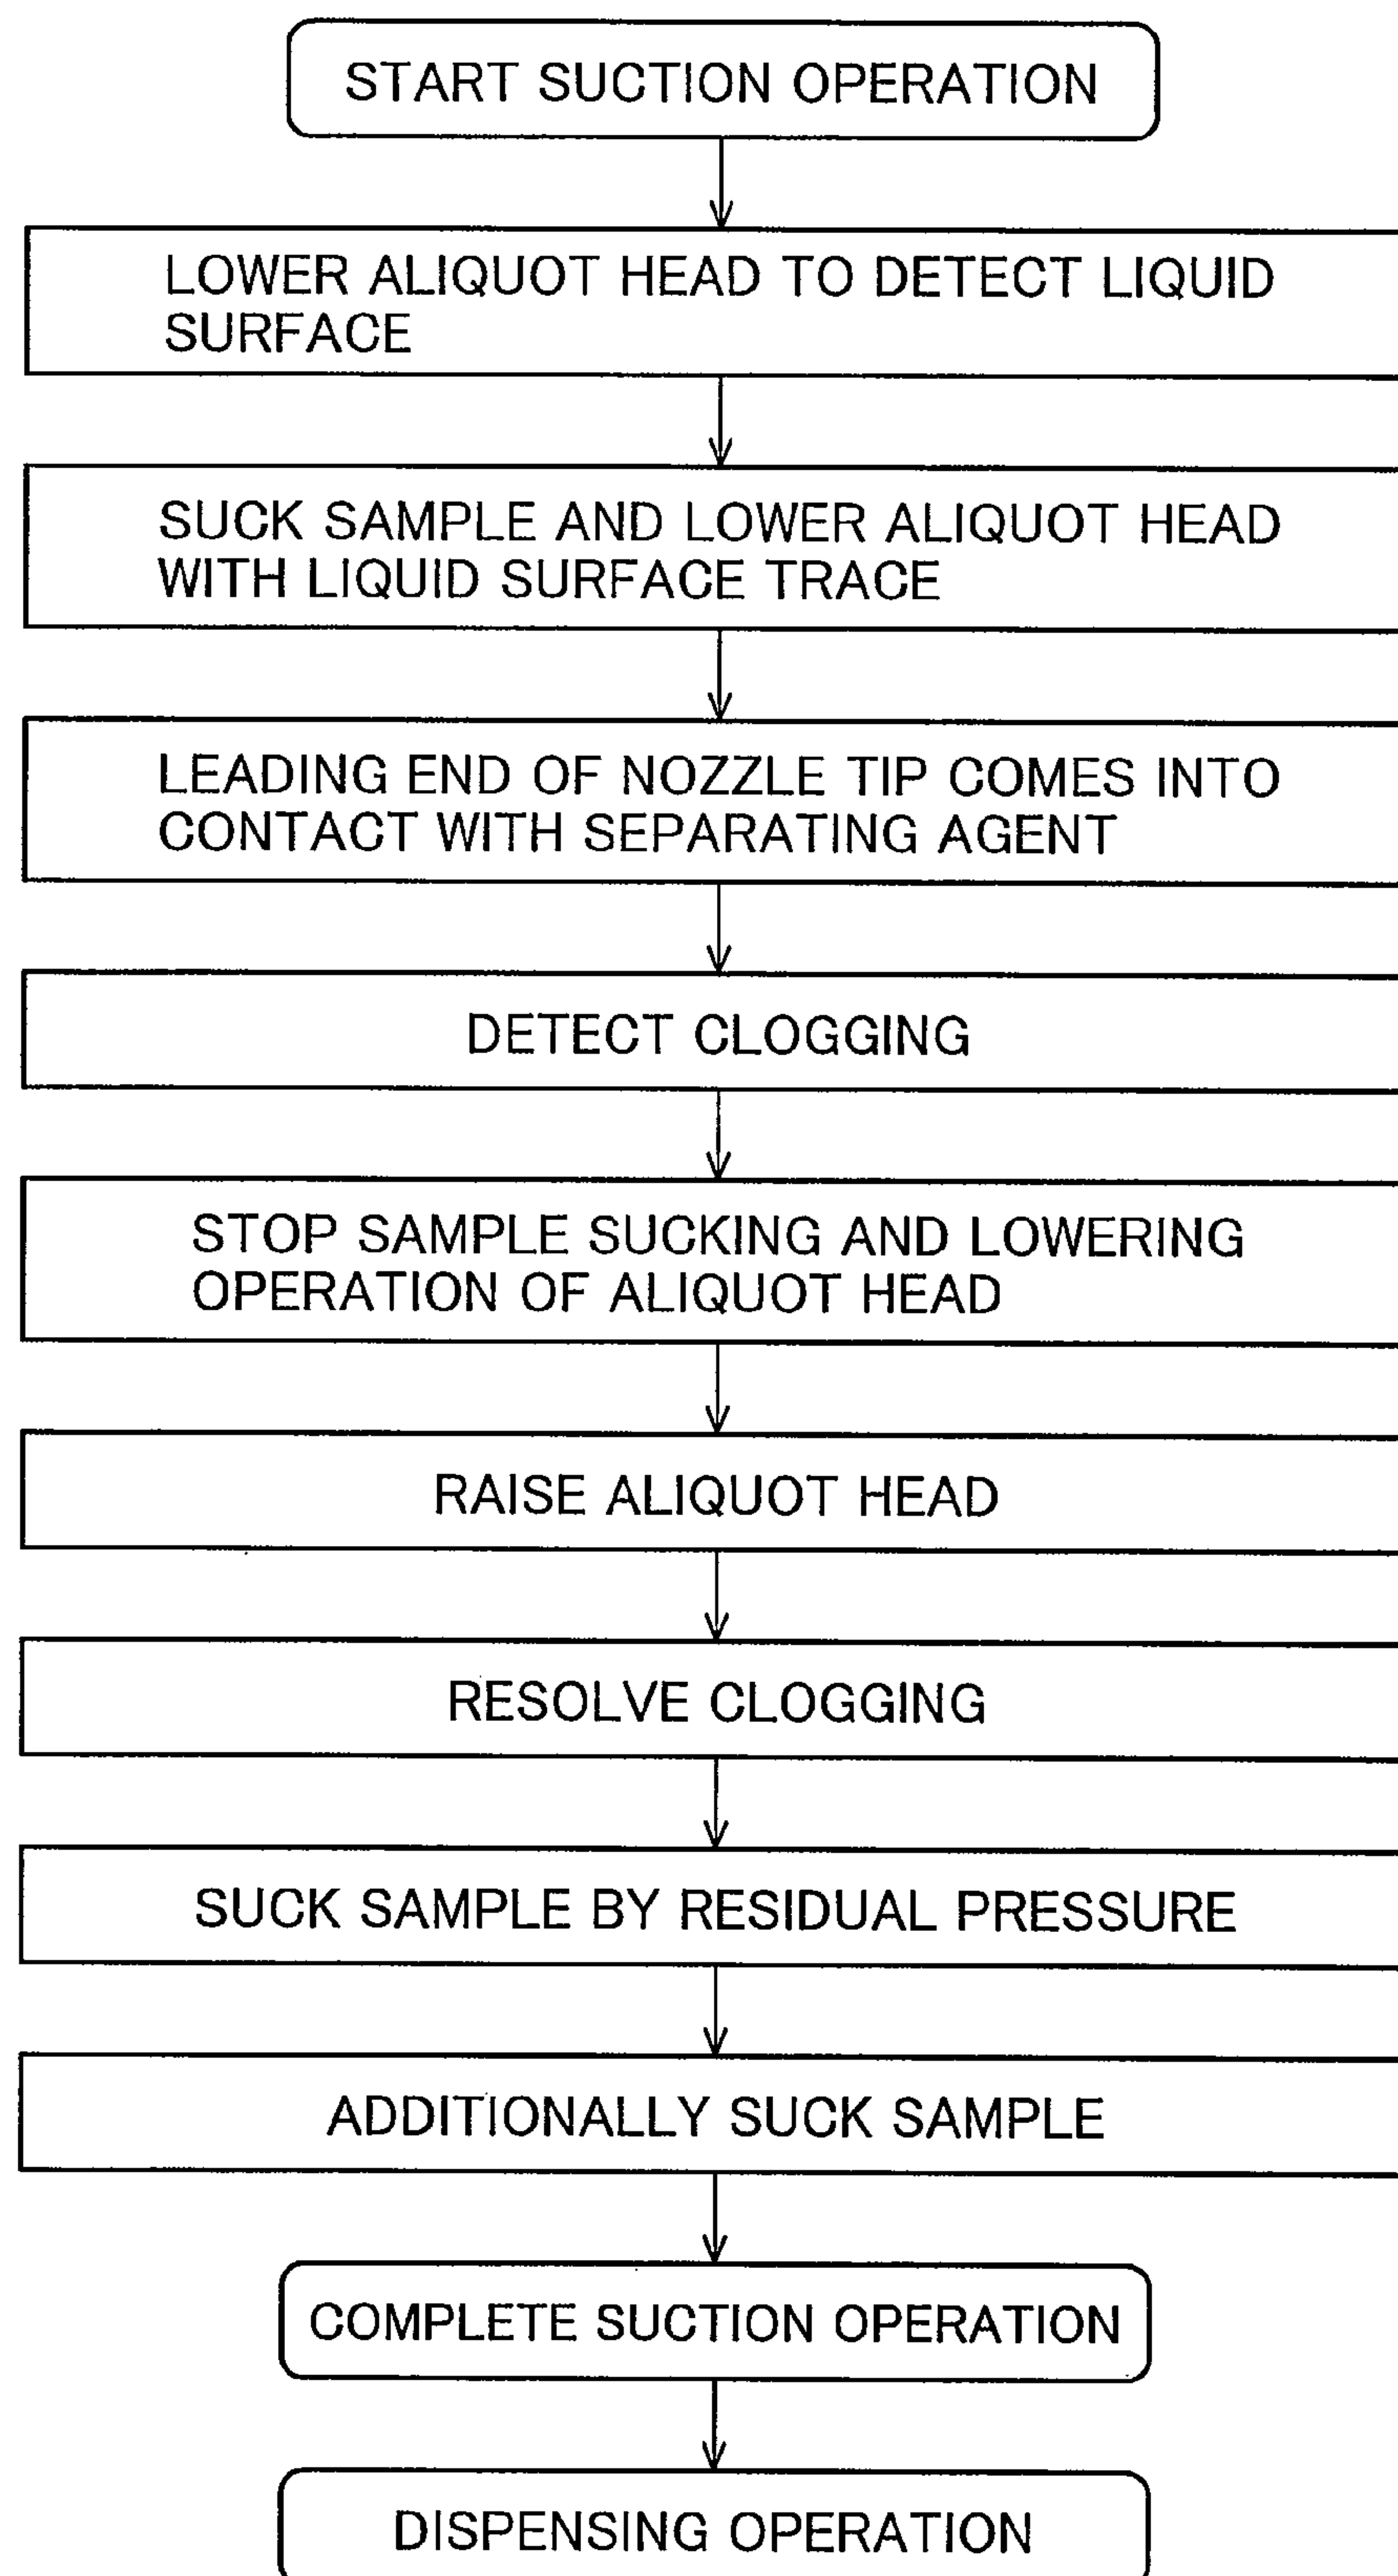 START SUCTION OPERATION
LOWER ALIQUOT HEAD TO DETECT LIQUID
SURFACE
SUCK SAMPLE AND LOWER ALIQUOT HEAD
WITH LIQUID SURFACE TRACE
LEADING END OF NOZZLE TIP COMES INTO
CONTACT WITH SEPARATING AGENT
DETECT CLOGGING
STOP SAMPLE SUCKING AND LOWERING
OPERATION OF ALIQUOT HEAD
RAISE ALIQUOT HEAD
RESOLVE CLOGGING
SUCK SAMPLE BY RESIDUAL PRESSURE
ADDITIONALLY SUCK SAMPLE
COMPLETE SUCTION OPERATION
DISPENSING OPERATION